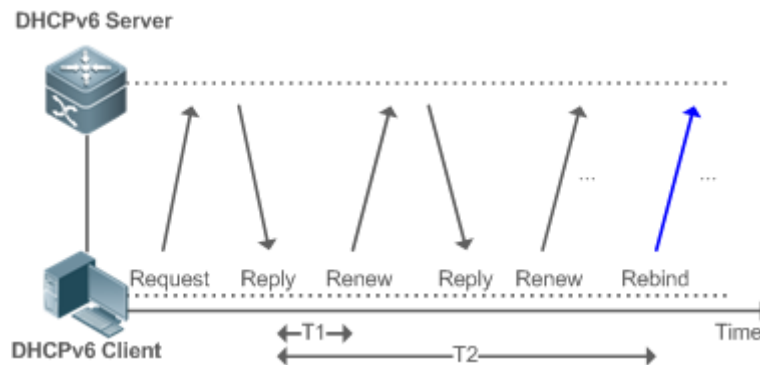 DHCPv6 Server
... ...
Request Reply Renew Reply Renew Rebind
T1 Time
DHCPv6 Client T2